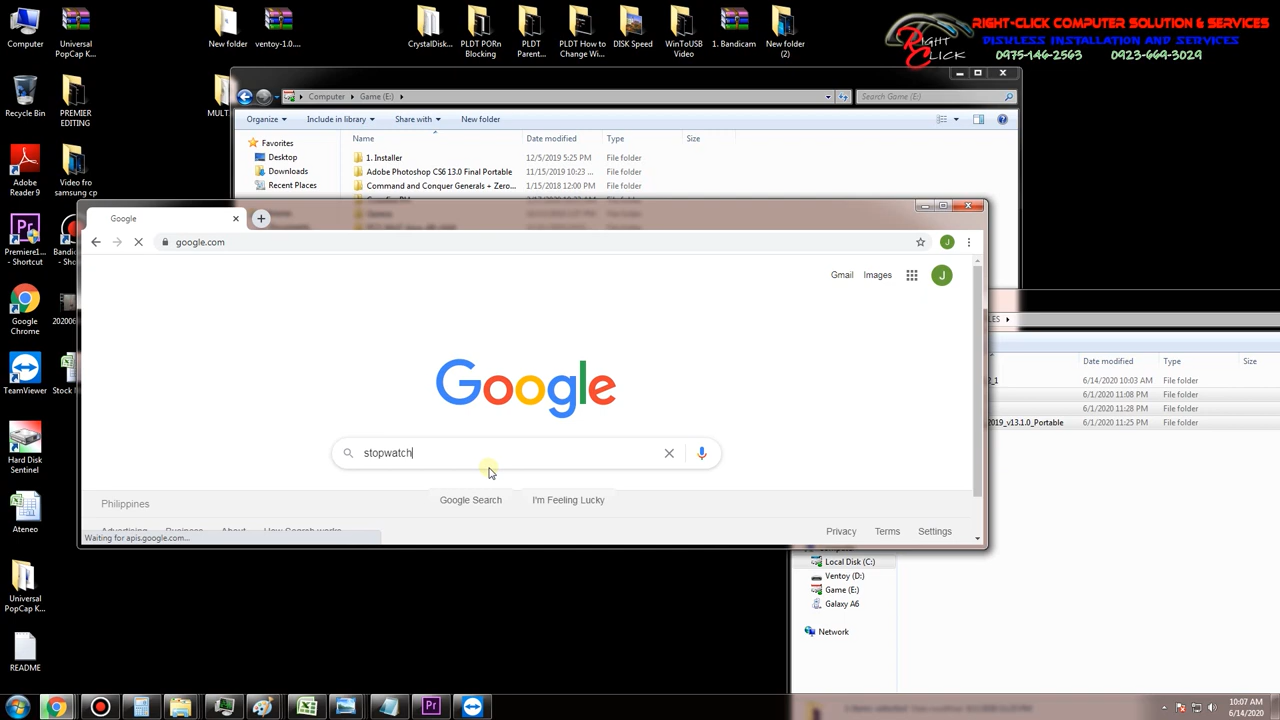 Computer
Universal
PopCap K...
New folder
ventoy-1.0....
CrystalDisk...
PLDT PORn
Blocking
PLDT
Parent...
PLDT How to
Change Wi...
DISK Speed
WinToUSB
Video
1. Bandicam
New folder
(2)
RIGHT CLICK
RIGHT-CLICK COMPUTER SOLUTION & SERVICES
DISKLESS INSTALLATION AND SERVICES
0975-146-2563 0923-669-3029
Recycle Bin
PREMIER
EDITING
Adobe
Reader 9
Video fro
samsung cp
Premiere1...
- Shortcut
Google
Chrome
TeamViewer
Stock
Hard Disk
Sentinel
Ateneo
Universal
PopCap K...
README
Computer
Game (E:)
Search Game (E:)
Organize
Include in library
Share with
New folder
Name
Date modified
Type
Size
Favorites
Desktop
Downloads
Recent Places
1. Installer 12/5/2019 5:25 PM File folder
Adobe Photoshop CS6 13.0 Final Portable 11/15/2019 10:23 ... File folder
Command and Conquer Generals + Zero... 1/15/2018 12:00 PM File folder
Google
google.com
Gmail
Images
J
Google
stopwatch
Google Search
I'm Feeling Lucky
Philippines
Privacy
Terms
Settings
Waiting for apis.google.com...
Date modified
Type
Size
6/14/2020 10:03 AM File folder
6/1/2020 11:08 PM File folder
6/1/2020 11:28 PM File folder
2019_v13.1.0_Portable 6/1/2020 11:25 PM File folder
Local Disk (C:)
Ventoy (D:)
Game (E:)
Galaxy A6
Network
10:07 AM
6/14/2020